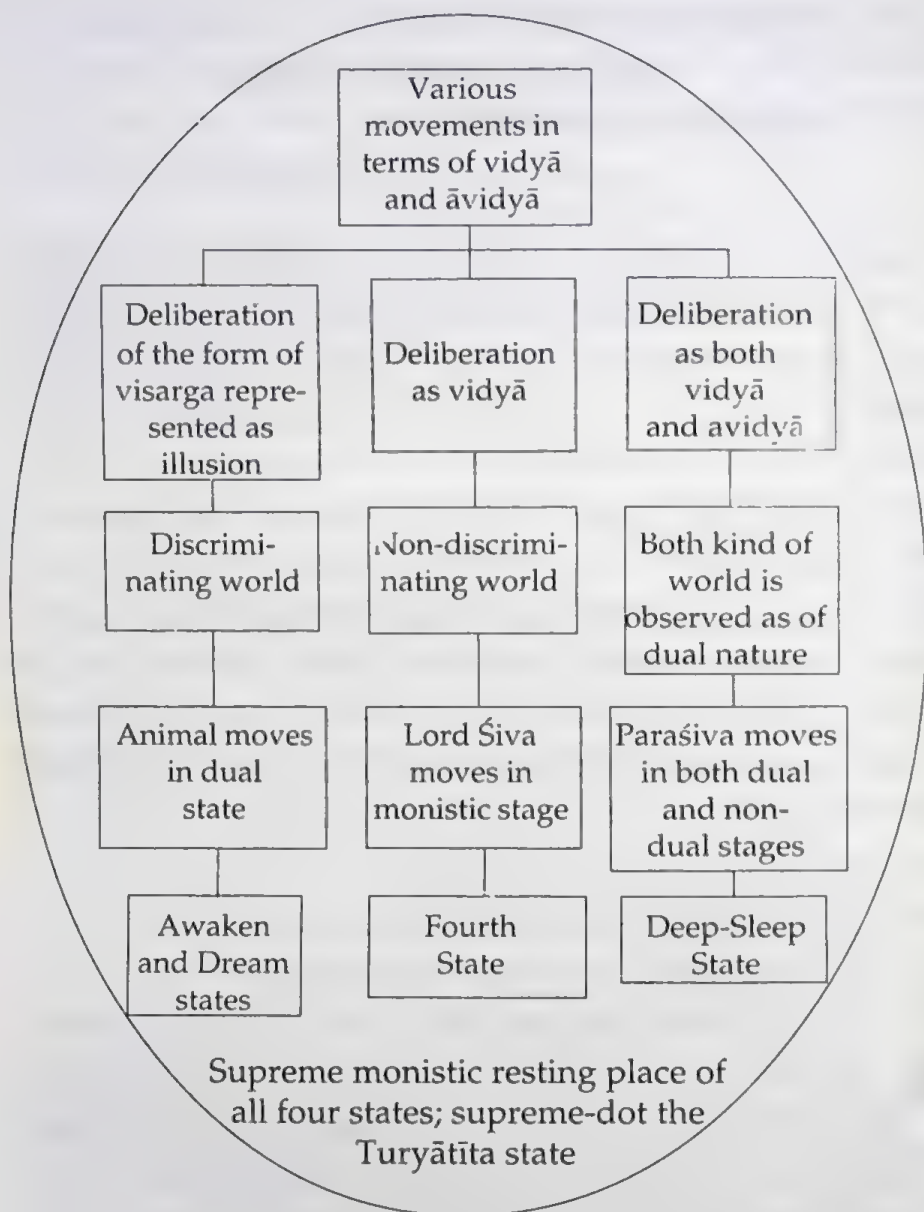 Various
movements in
terms of vidyā
and āvidyā
Deliberation
of the form of
visarga repre-
sented as
illusion
Deliberation
as vidyā
Deliberation
as both
vidyā
and avidyā
Discrimi-
nating world
Non-discrimi-
nating world
Both kind of
world is
observed as of
dual nature
Animal moves
in dual
state
Lord Śiva
moves in
monistic stage
Paraśiva moves
in both dual
and non-
dual stages
Awaken
and Dream
states
Fourth
State
Deep-Sleep
State
Supreme monistic resting place of
all four states; supreme-dot the
Turyātīta state